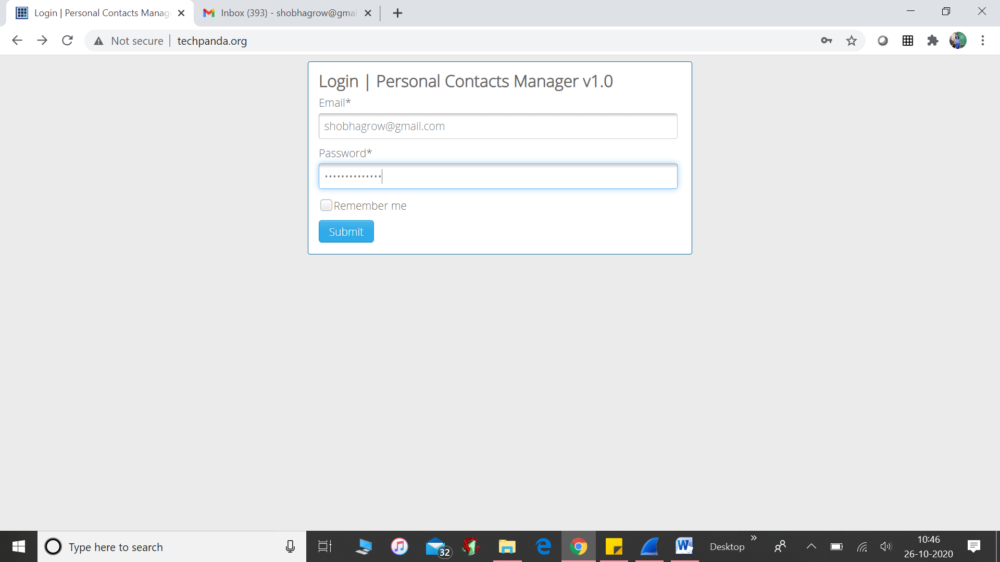 Login | Personal Contacts Manag
Inbox (393) - shobhagrow@gmai
Not secure | techpanda.org
Login | Personal Contacts Manager v1.0
Email*
shobhagrow@gmail.com
Password*
••••••••••••••
Remember me
Submit
Type here to search
32
Desktop
10:46
26-10-2020